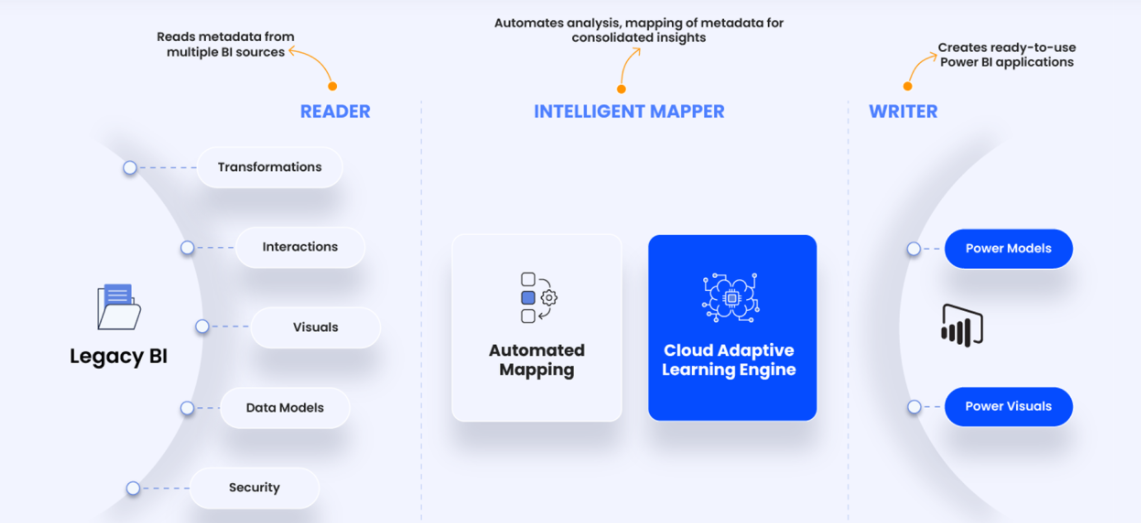 Reads metadata from
multiple BI sources
Automates analysis, mapping of metadata for
consolidated insights
Creates ready-to-use
Power BI applications
READER
INTELLIGENT MAPPER
WRITER
Legacy BI
Transformations
Interactions
Visuals
Data Models
Security
Automated
Mapping
Cloud Adaptive
Learning Engine
Power Models
Power Visuals